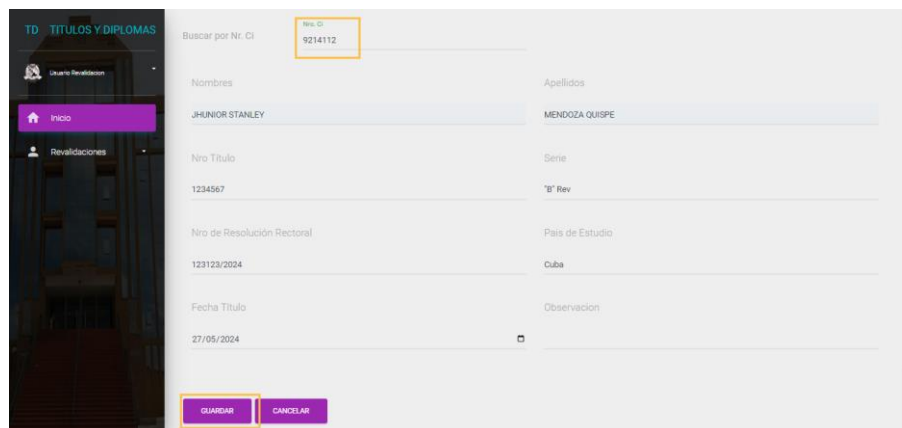 TD TITULOS Y DIPLOMAS
Usuario Revalidacion
Inicio
Revalidaciones
Buscar por Nr. Ci
Nro. Ci
9214112
Nombres
Apellidos
JHUNIOR STANLEY
MENDOZA QUISPE
Nro Título
Serie
1234567
"B" Rev
Nro de Resolución Rectoral
Pais de Estudio
123123/2024
Cuba
Fecha Título
Observacion
27/05/2024
GUARDAR
CANCELAR